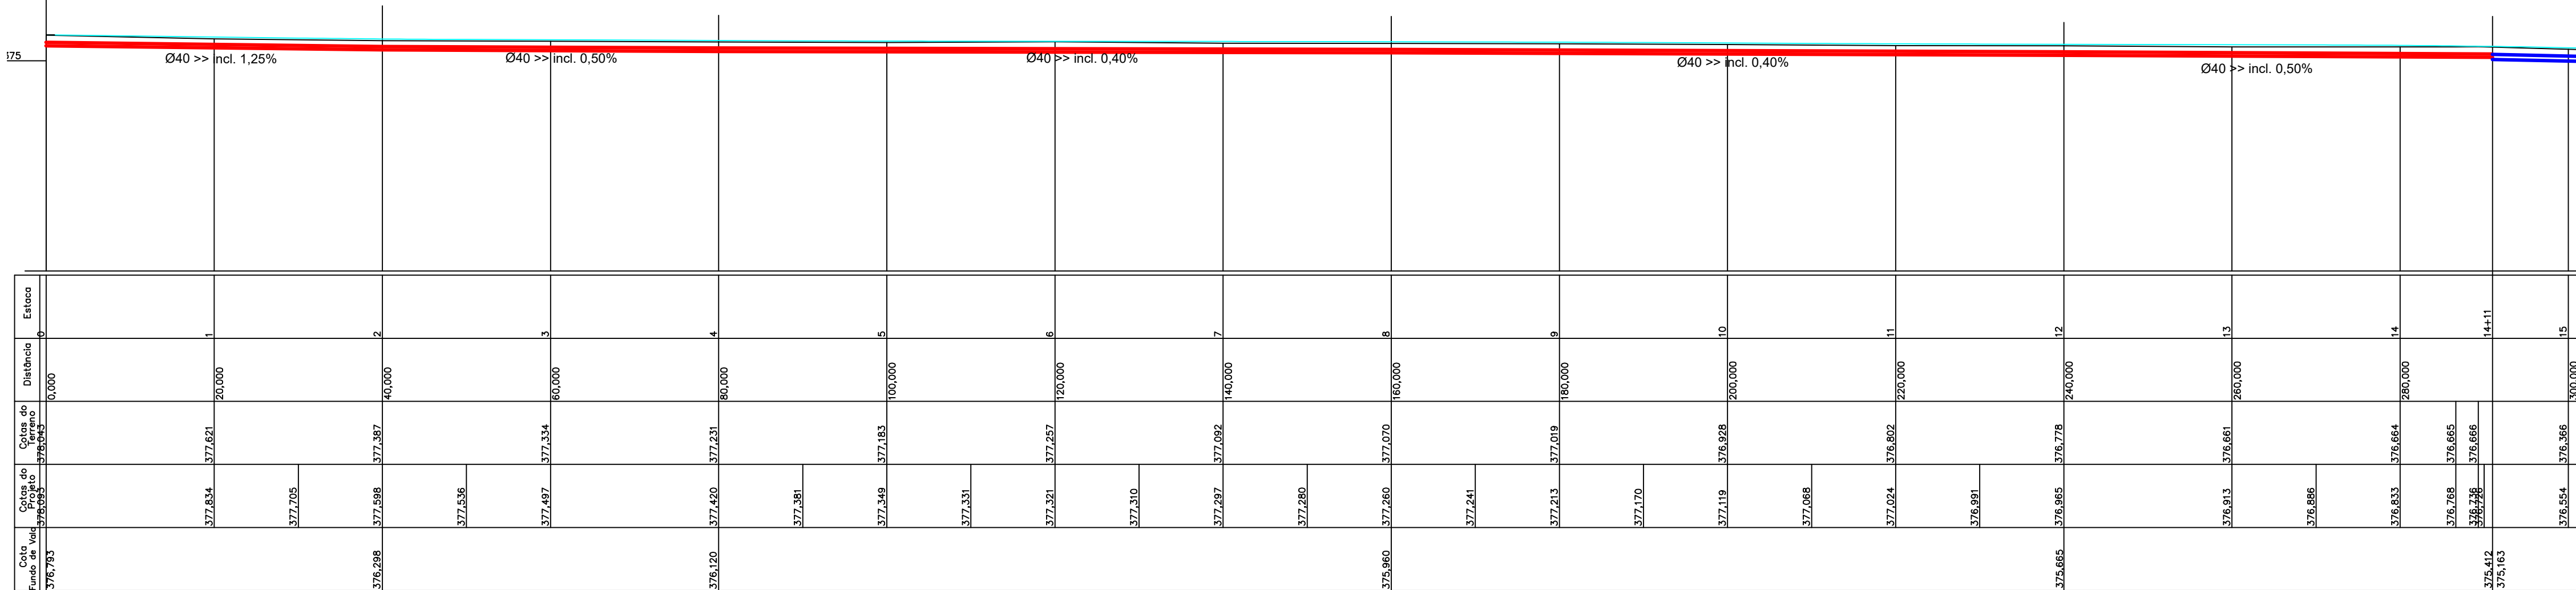 Ø40 >> incl. 1,25%
Ø40 >> incl. 0,50%
Ø40 >> incl. 0,40%
Ø40 >> incl. 0,40%
Ø40 >> incl. 0,50%
Estaca
0 1 2 3 4 5 6 7 8 9 10 11 12 13 14 14+11 15
Distância
0,000 20,000 40,000 60,000 80,000 100,000 120,000 140,000 160,000 180,000 200,000 220,000 240,000 260,000 280,000 300,000
Cotas do
Terreno
378,043 377,621 377,387 377,334 377,231 377,183 377,257 377,092 377,070 377,019 376,928 376,802 376,778 376,661 376,664 376,665 376,666 376,366
Cotas do
Projeto
378,093 377,834 377,705 377,598 377,536 377,497 377,420 377,381 377,349 377,331 377,321 377,310 377,297 377,280 377,260 377,241 377,213 377,170 377,119 377,068 377,024 376,991 376,965 376,913 376,886 376,833 376,768 376,736 376,554
Cota
Fundo de Vala
376,793 376,298 376,120 375,960 375,665 375,412 375,163